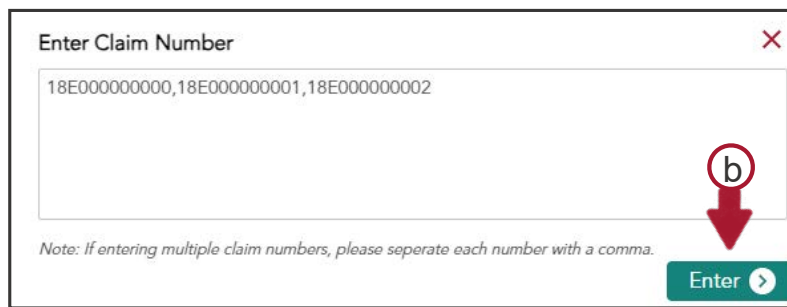 Enter Claim Number
18E000000000,18E000000001,18E000000002
b
Note: If entering multiple claim numbers, please seperate each number with a comma.
Enter